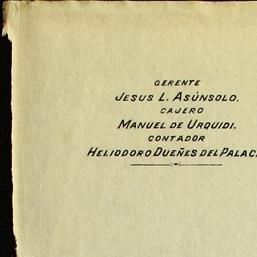 GERENTE
JESUS L. ASÚNSOLO.
CAJERO
MANUEL DE URQUIDI.
CONTADOR
HELIODORO DUEÑES DEL PALAC